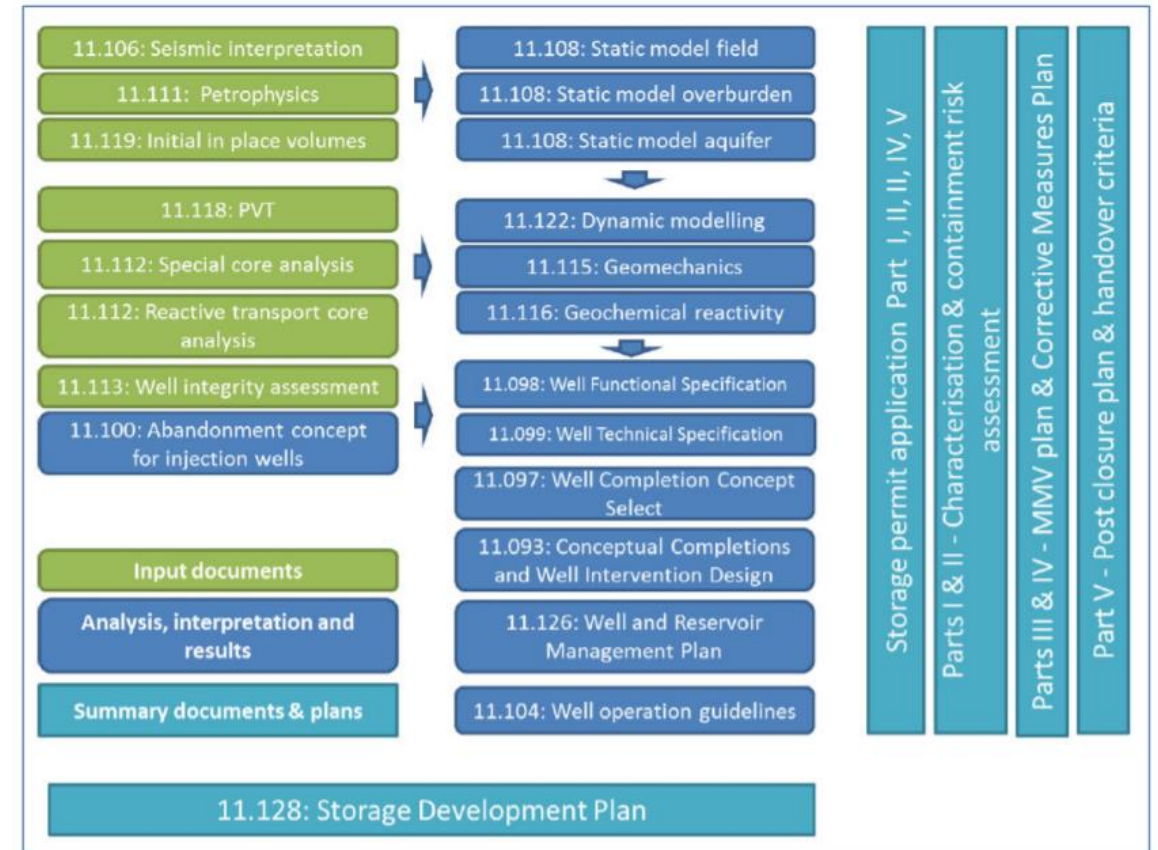 11.106: Seismic interpretation
11.111: Petrophysics
11.119: Initial in place volumes
11.118: PVT
11.112: Special core analysis
11.112: Reactive transport core
analysis
11.113: Well integrity assessment
11.100: Abandonment concept
for injection wells
Input documents
Analysis, interpretation and
results
Summary documents & plans
11.108: Static model field
11.108: Static model overburden
11.108: Static model aquifer
11.122: Dynamic modelling
11.115: Geomechanics
11.116: Geochemical reactivity
11.098: Well Functional Specification
11.099: Well Technical Specification
11.097: Well Completion Concept
Select
11.093: Conceptual Completions
and Well Intervention Design
11.126: Well and Reservoir
Management Plan
11.104: Well operation guidelines
Storage permit application Part I, II, II, IV, V
Parts I & II - Characterisation & containment risk
assessment
Parts III & IV - MMV plan & Corrective Measures Plan
Part V - Post closure plan & handover criteria
11.128: Storage Development Plan